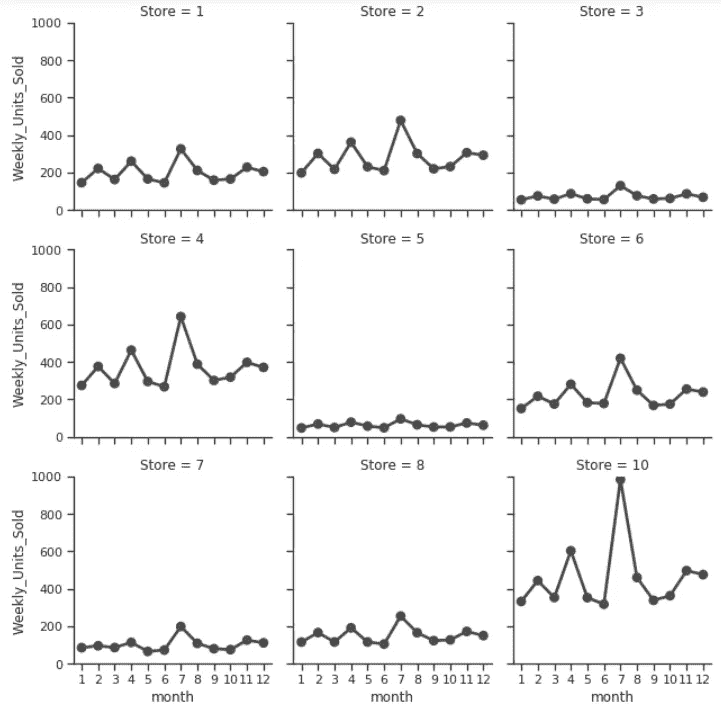 Store = 1
Store = 2
Store = 3
Weekly_Units_Sold
1000
800
600
400
200
0
Store = 4
Store = 5
Store = 6
Weekly_Units_Sold
1000
800
600
400
200
0
Store = 7
Store = 8
Store = 10
Weekly_Units_Sold
1000
800
600
400
200
0
1 2 3 4 5 6 7 8 9 10 11 12
1 2 3 4 5 6 7 8 9 10 11 12
1 2 3 4 5 6 7 8 9 10 11 12
month
month
month